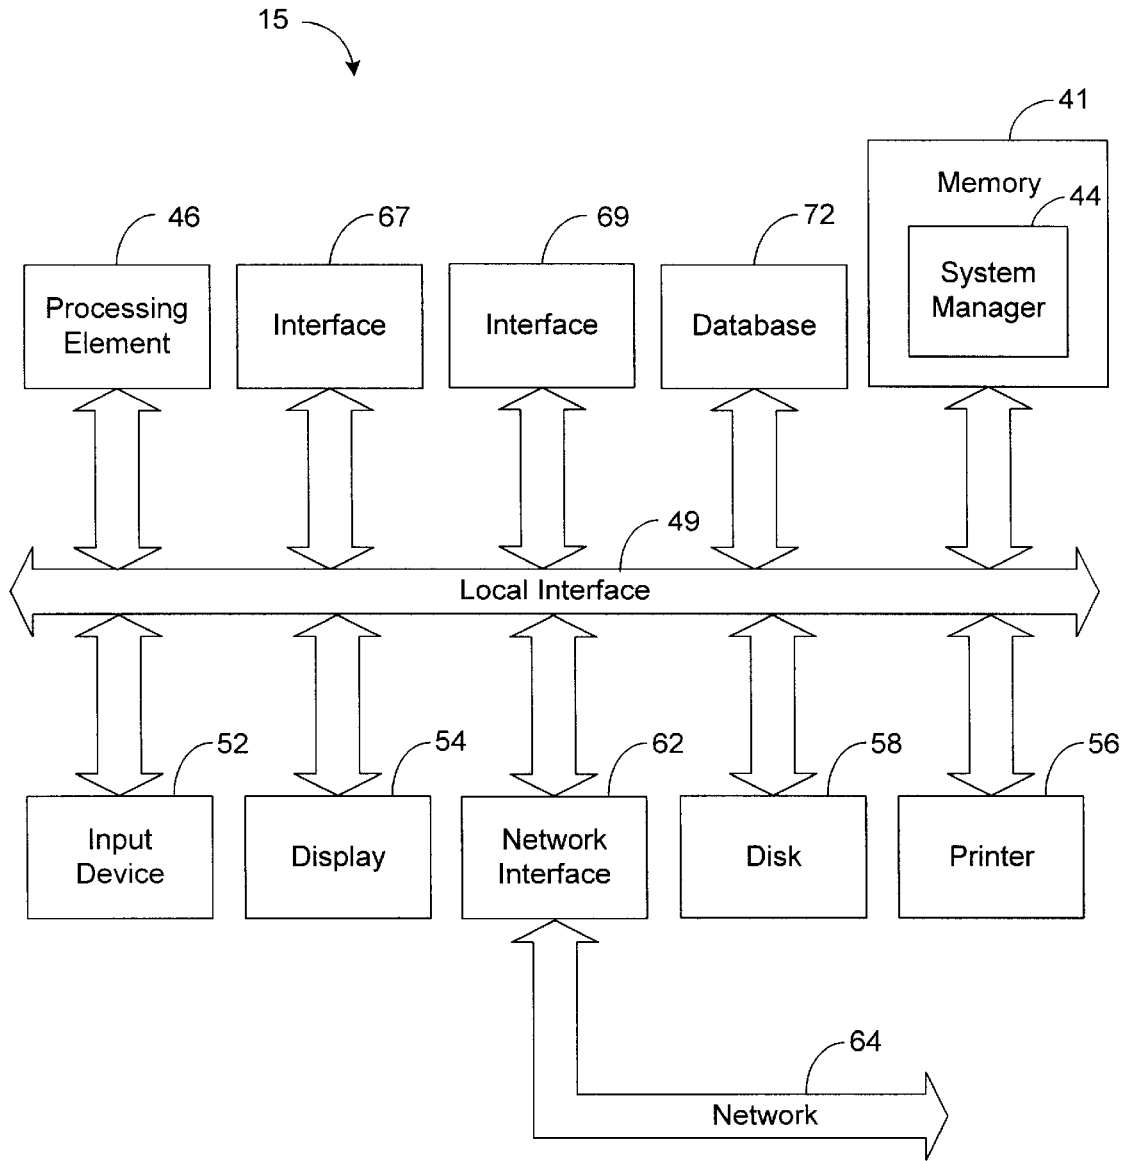 15
41
Memory
46
67
69
72
44
Processing
Element
Interface
Interface
Database
System
Manager
49
Local Interface
52
54
62
58
56
Input
Device
Display
Network
Interface
Disk
Printer
64
Network